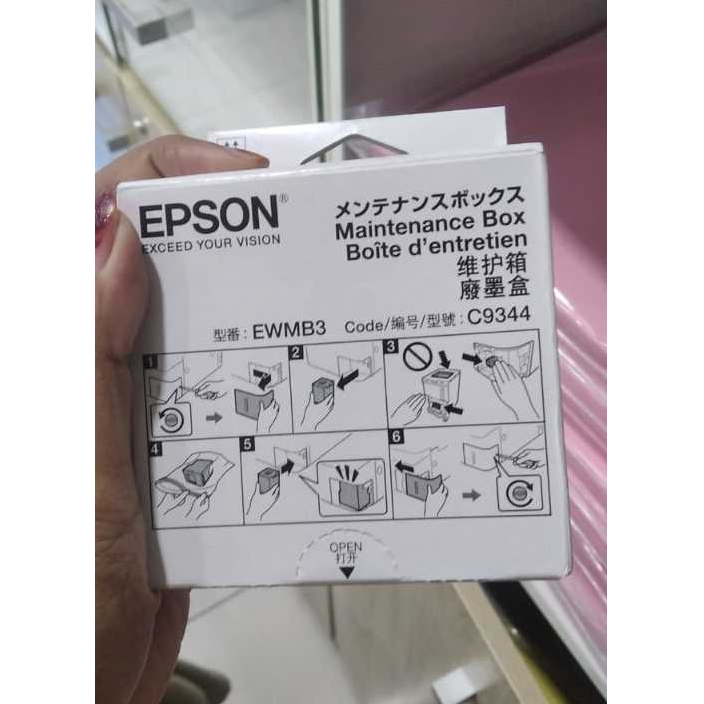 EPSON®
EXCEED YOUR VISION
メンテナンスボックス
Maintenance Box
Boîte d'entretien
维护箱
廢墨盒
型番 : EWMB3 Code/编号/型號 : C9344
1
2
3
4
5
6
OPEN
打开